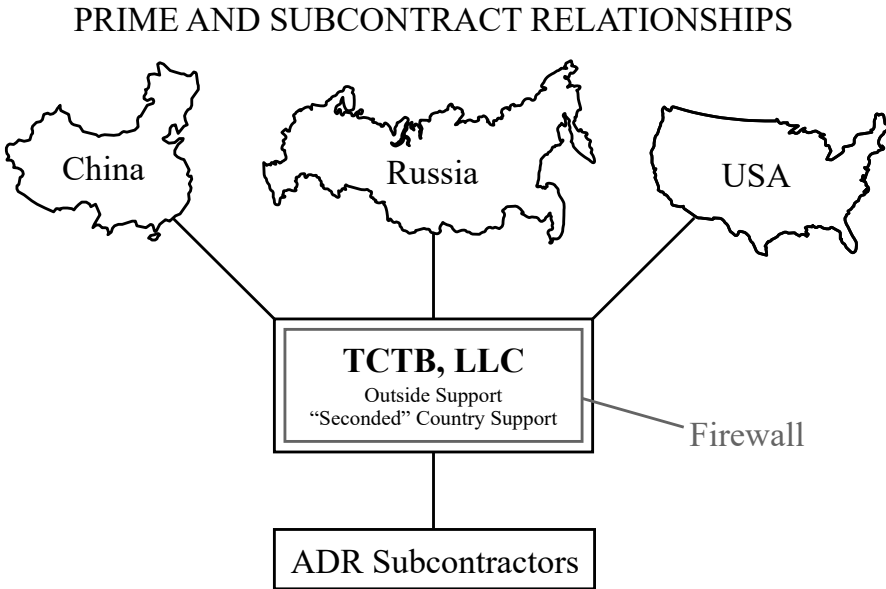 PRIME AND SUBCONTRACT RELATIONSHIPS
China
Russia
USA
TCTB, LLC
Outside Support
“Seconded” Country Support
Firewall
ADR Subcontractors